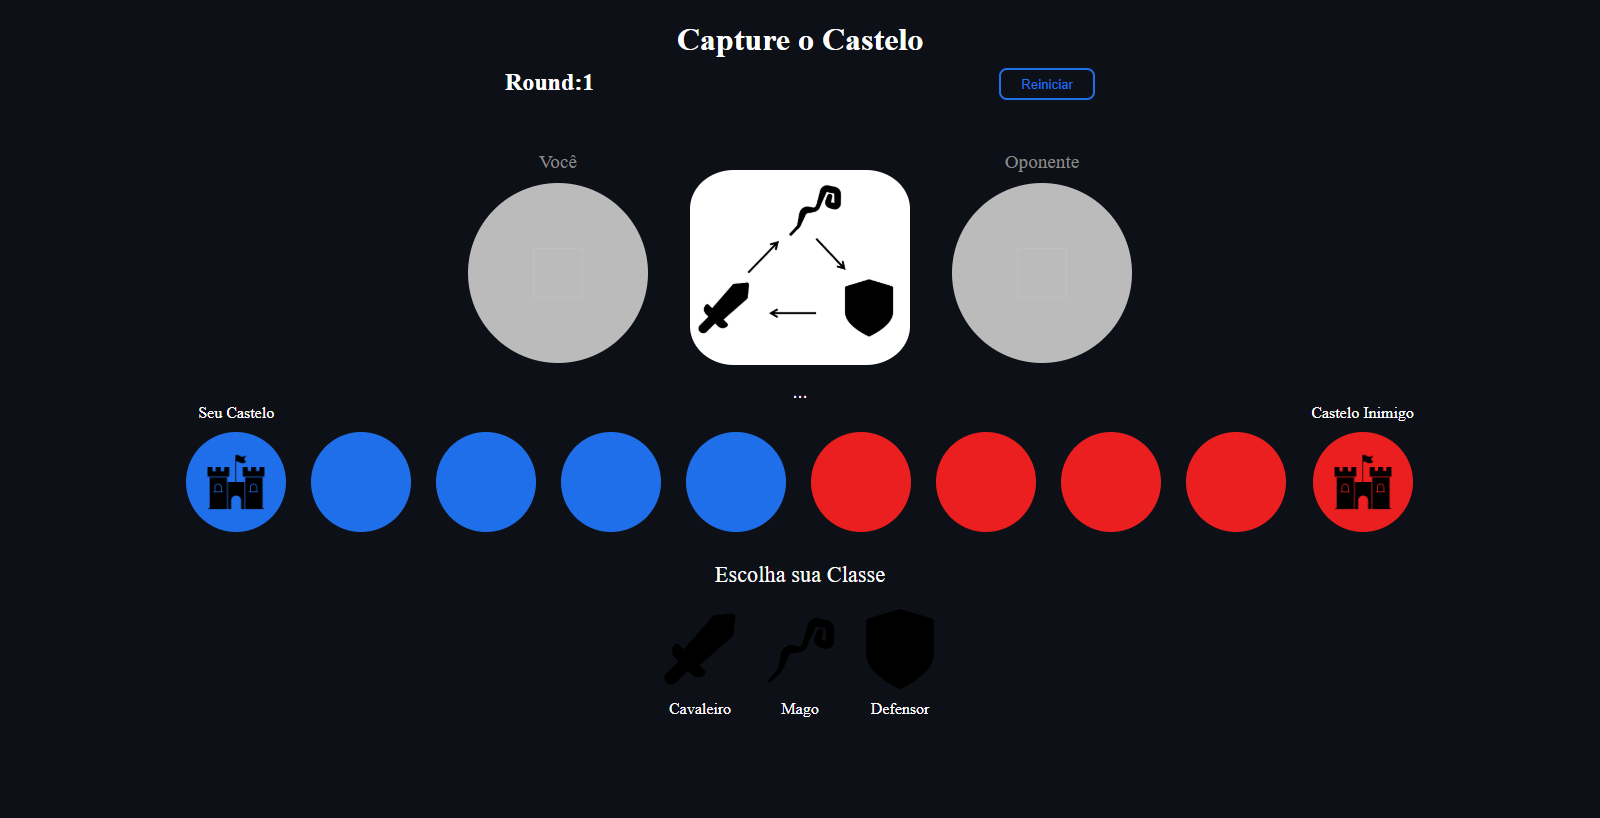 Capture o Castelo
Round:1
Reiniciar
Você
Oponente
...
Seu Castelo
Castelo Inimigo
Escolha sua Classe
Cavaleiro
Mago
Defensor